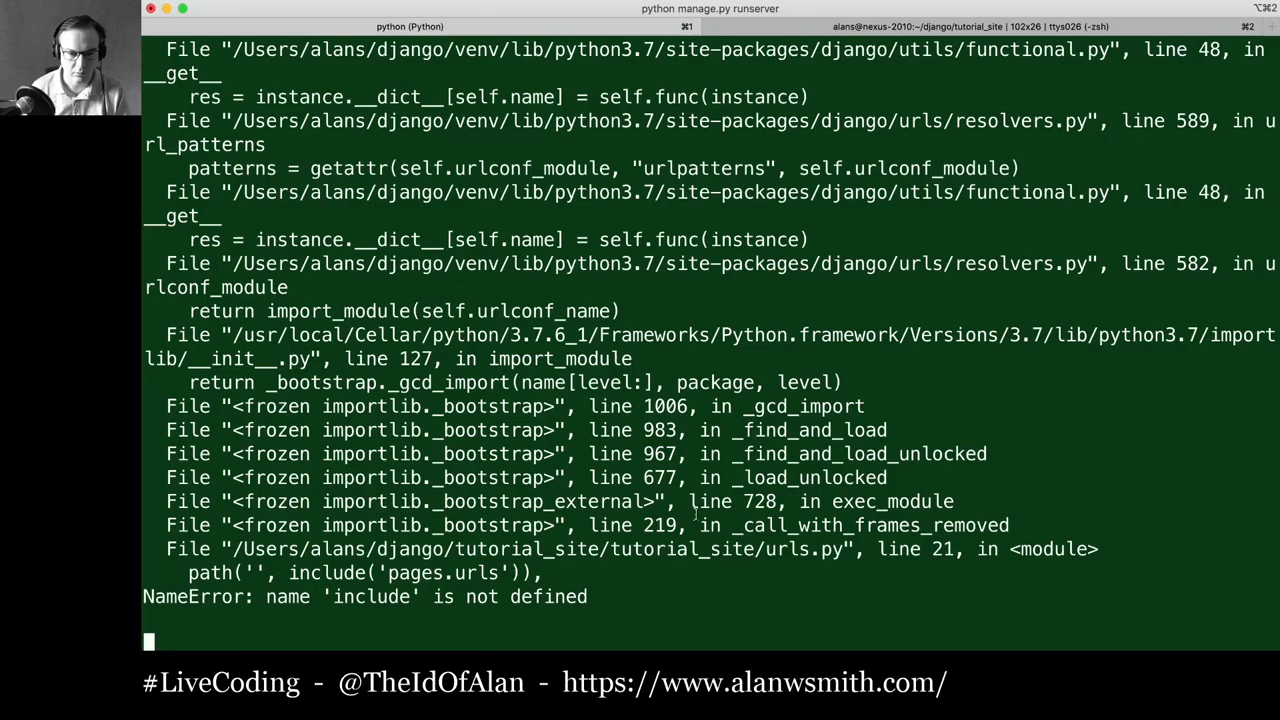 python manage.py runserver
⌥⌘2
python (Python)
⌘1
alans@nexus-2010:~/django/tutorial_site | 102x26 | ttys026 (-zsh)
⌘2
File "/Users/alans/django/venv/lib/python3.7/site-packages/django/utils/functional.py", line 48, in
__get__
res = instance.__dict__[self.name] = self.func(instance)
File "/Users/alans/django/venv/lib/python3.7/site-packages/django/urls/resolvers.py", line 589, in u
rl_patterns
patterns = getattr(self.urlconf_module, "urlpatterns", self.urlconf_module)
File "/Users/alans/django/venv/lib/python3.7/site-packages/django/utils/functional.py", line 48, in
__get__
res = instance.__dict__[self.name] = self.func(instance)
File "/Users/alans/django/venv/lib/python3.7/site-packages/django/urls/resolvers.py", line 582, in u
rlconf_module
return import_module(self.urlconf_name)
File "/usr/local/Cellar/python/3.7.6_1/Frameworks/Python.framework/Versions/3.7/lib/python3.7/import
lib/__init__.py", line 127, in import_module
return _bootstrap._gcd_import(name[level:], package, level)
File "<frozen importlib._bootstrap>", line 1006, in _gcd_import
File "<frozen importlib._bootstrap>", line 983, in _find_and_load
File "<frozen importlib._bootstrap>", line 967, in _find_and_load_unlocked
File "<frozen importlib._bootstrap>", line 677, in _load_unlocked
File "<frozen importlib._bootstrap_external>", line 728, in exec_module
File "<frozen importlib._bootstrap>", line 219, in _call_with_frames_removed
File "/Users/alans/django/tutorial_site/tutorial_site/urls.py", line 21, in <module>
path('', include('pages.urls')),
NameError: name 'include' is not defined
#LiveCoding - @TheIdOfAlan - https://www.alanwsmith.com/